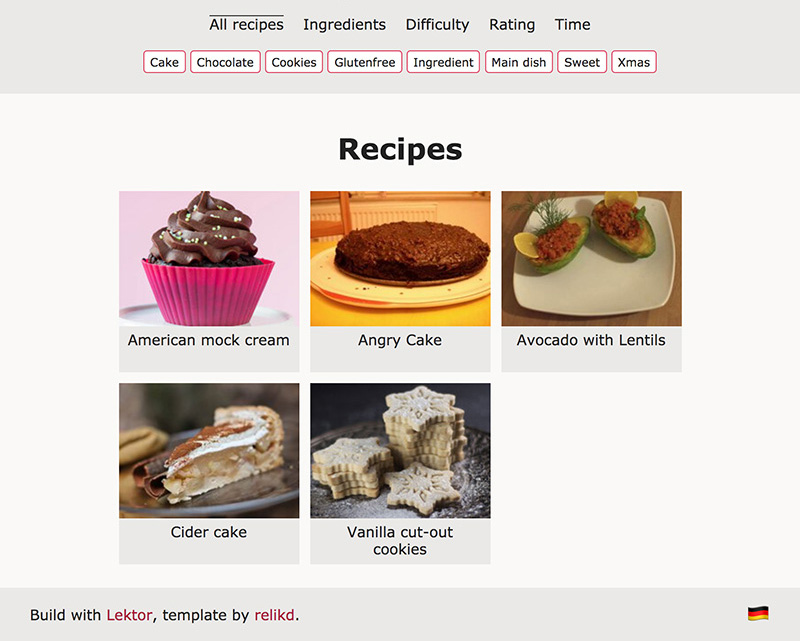 All recipes Ingredients Difficulty Rating Time
Cake Chocolate Cookies Glutenfree Ingredient Main dish Sweet Xmas
Recipes
American mock cream Angry Cake Avocado with Lentils
Cider cake Vanilla cut-out
cookies
Build with Lektor, template by relikd.